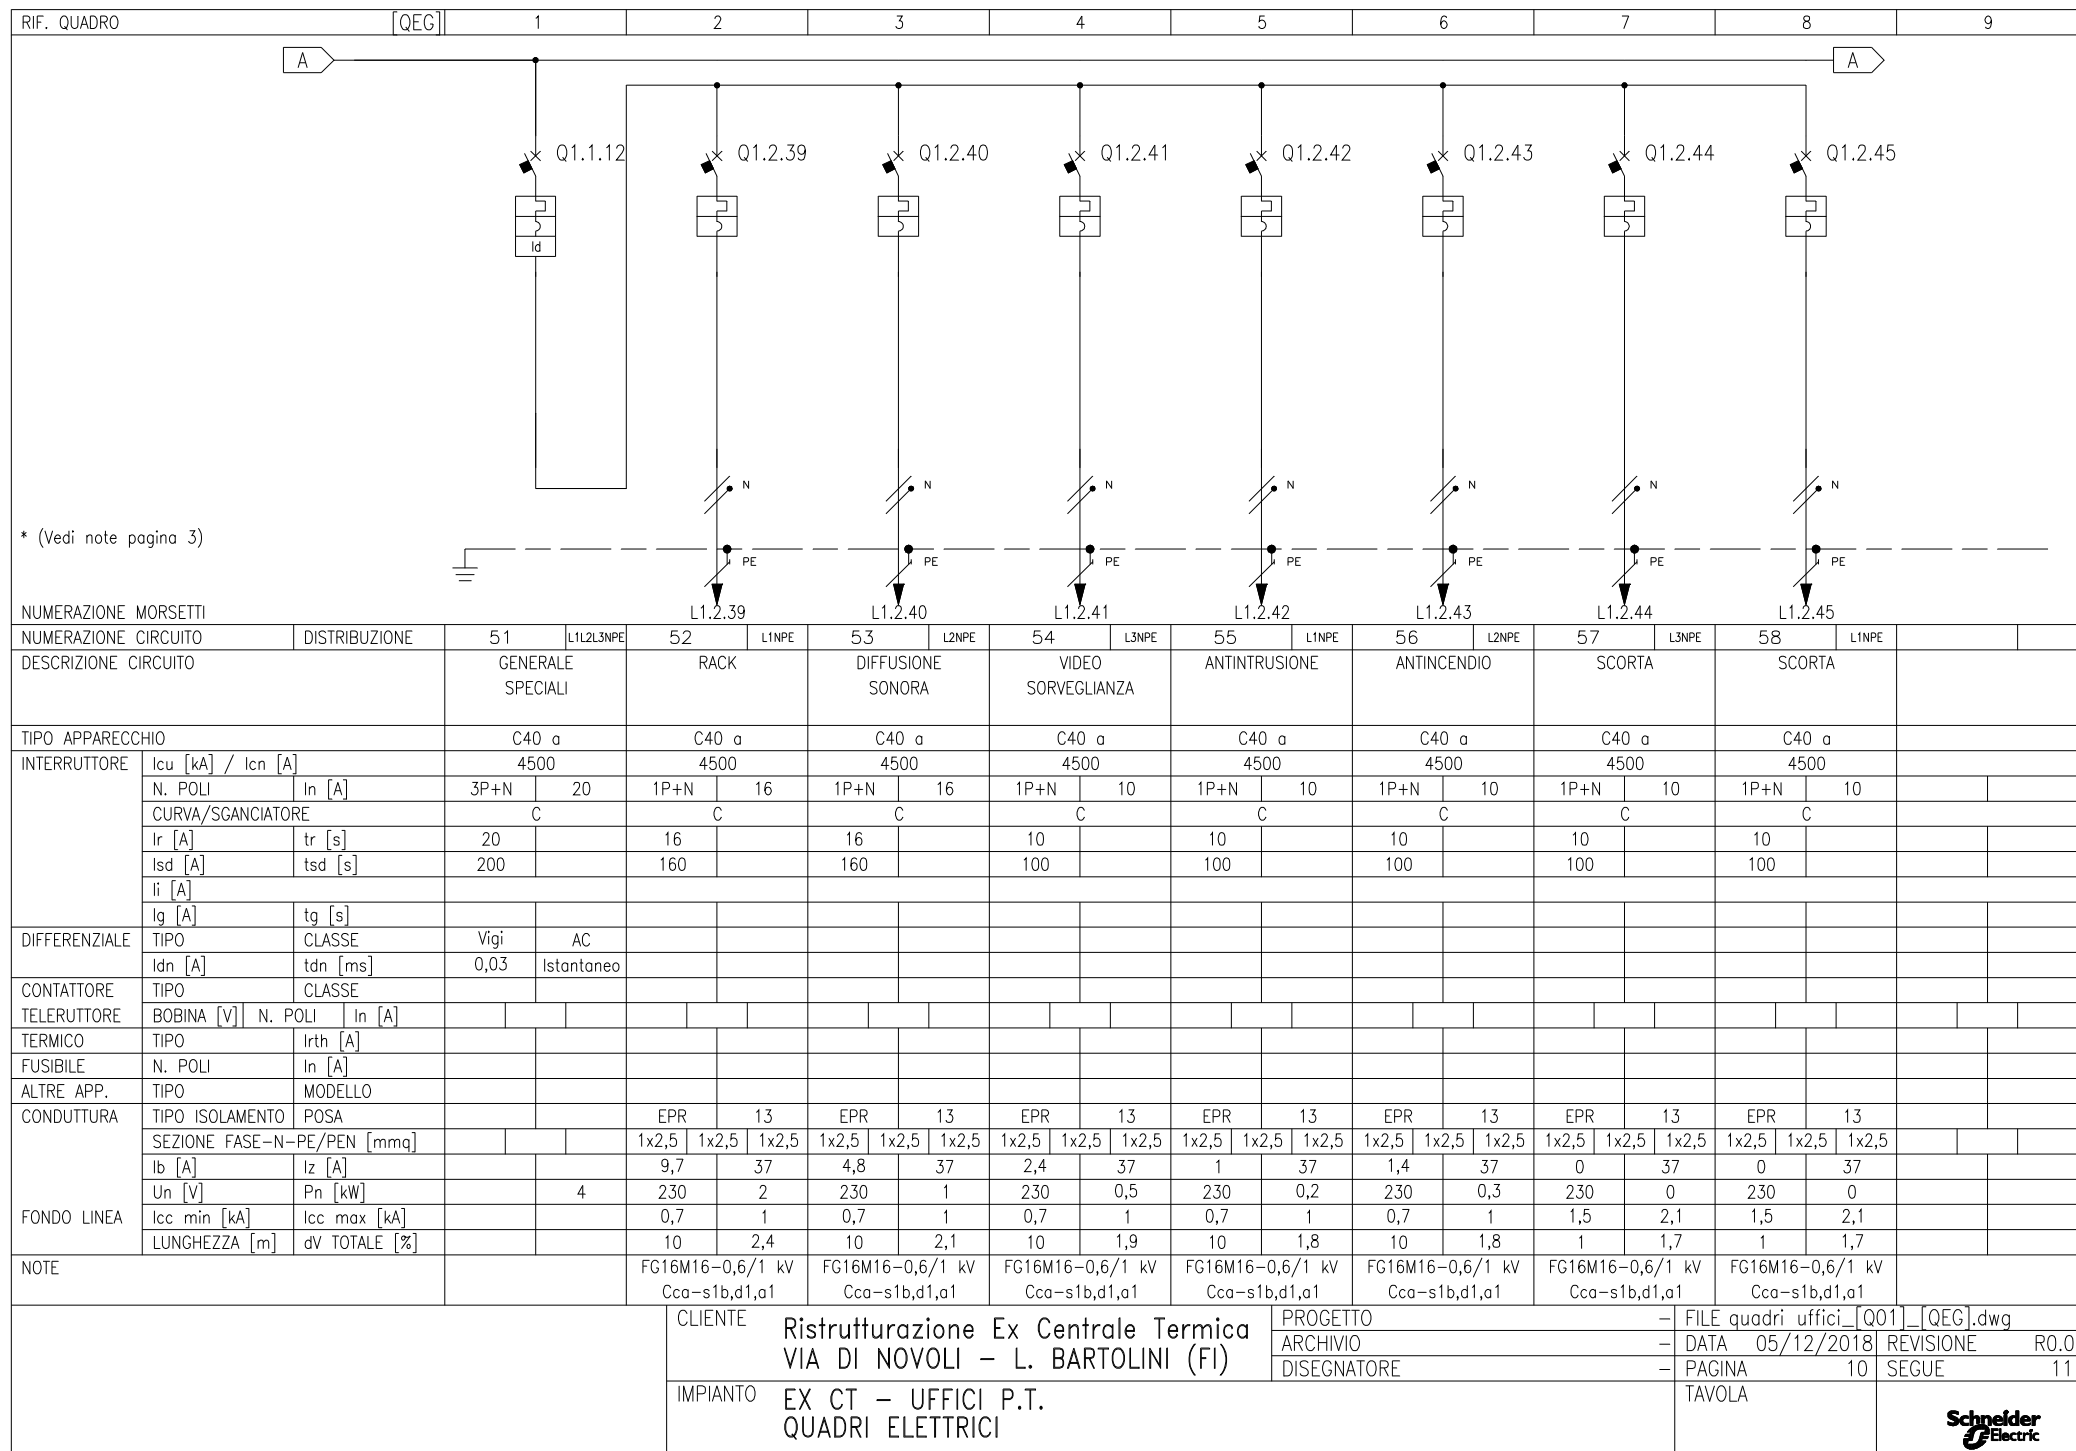 RIF. QUADRO [QEG] 1 2 3 4 5 6 7 8 9
A A
Q1.1.12 Q1.2.39 Q1.2.40 Q1.2.41 Q1.2.42 Q1.2.43 Q1.2.44 Q1.2.45
Id
N N N N N N N
* (Vedi note pagina 3)
PE PE PE PE PE PE PE
NUMERAZIONE MORSETTI L1.2.39 L1.2.40 L1.2.41 L1.2.42 L1.2.43 L1.2.44 L1.2.45
NUMERAZIONE CIRCUITO DISTRIBUZIONE 51 L1L2L3NPE 52 L1NPE 53 L2NPE 54 L3NPE 55 L1NPE 56 L2NPE 57 L3NPE 58 L1NPE
DESCRIZIONE CIRCUITO GENERALE RACK DIFFUSIONE VIDEO ANTINTRUSIONE ANTINCENDIO SCORTA SCORTA
SPECIALI SONORA SORVEGLIANZA
TIPO APPARECCHIO C40 a C40 a C40 a C40 a C40 a C40 a C40 a C40 a
INTERRUTTORE Icu [kA] / Icn [A] 4500 4500 4500 4500 4500 4500 4500 4500
N. POLI In [A] 3P+N 20 1P+N 16 1P+N 16 1P+N 10 1P+N 10 1P+N 10 1P+N 10 1P+N 10
CURVA/SGANCIATORE C C C C C C C C
Ir [A] tr [s] 20 16 16 10 10 10 10 10
Isd [A] tsd [s] 200 160 160 100 100 100 100 100
Ii [A]
Ig [A] tg [s]
DIFFERENZIALE TIPO CLASSE Vigi AC
Idn [A] tdn [ms] 0,03 Istantaneo
CONTATTORE TIPO CLASSE
TELERUTTORE BOBINA [V] N. POLI In [A]
TERMICO TIPO Irth [A]
FUSIBILE N. POLI In [A]
ALTRE APP. TIPO MODELLO
CONDUTTURA TIPO ISOLAMENTO POSA EPR 13 EPR 13 EPR 13 EPR 13 EPR 13 EPR 13 EPR 13
SEZIONE FASE-N-PE/PEN [mmq] 1x2,5 1x2,5 1x2,5 1x2,5 1x2,5 1x2,5 1x2,5 1x2,5 1x2,5 1x2,5 1x2,5 1x2,5 1x2,5 1x2,5 1x2,5 1x2,5 1x2,5 1x2,5 1x2,5 1x2,5 1x2,5
Ib [A] Iz [A] 9,7 37 4,8 37 2,4 37 1 37 1,4 37 0 37 0 37
Un [V] Pn [kW] 4 230 2 230 1 230 0,5 230 0,2 230 0,3 230 0 230 0
FONDO LINEA Icc min [kA] Icc max [kA] 0,7 1 0,7 1 0,7 1 0,7 1 0,7 1 1,5 2,1 1,5 2,1
LUNGHEZZA [m] dV TOTALE [%] 10 2,4 10 2,1 10 1,9 10 1,8 10 1,8 1 1,7 1 1,7
NOTE FG16M16-0,6/1 kV FG16M16-0,6/1 kV FG16M16-0,6/1 kV FG16M16-0,6/1 kV FG16M16-0,6/1 kV FG16M16-0,6/1 kV FG16M16-0,6/1 kV
Cca-s1b,d1,a1 Cca-s1b,d1,a1 Cca-s1b,d1,a1 Cca-s1b,d1,a1 Cca-s1b,d1,a1 Cca-s1b,d1,a1 Cca-s1b,d1,a1
CLIENTE Ristrutturazione Ex Centrale Termica
VIA DI NOVOLI - L. BARTOLINI (FI)
PROGETTO - FILE quadri uffici_[Q01]_[QEG].dwg
ARCHIVIO - DATA 05/12/2018 REVISIONE R0.0
DISEGNATORE - PAGINA 10 SEGUE 11
IMPIANTO EX CT - UFFICI P.T.
QUADRI ELETTRICI
TAVOLA
Schneider
Electric